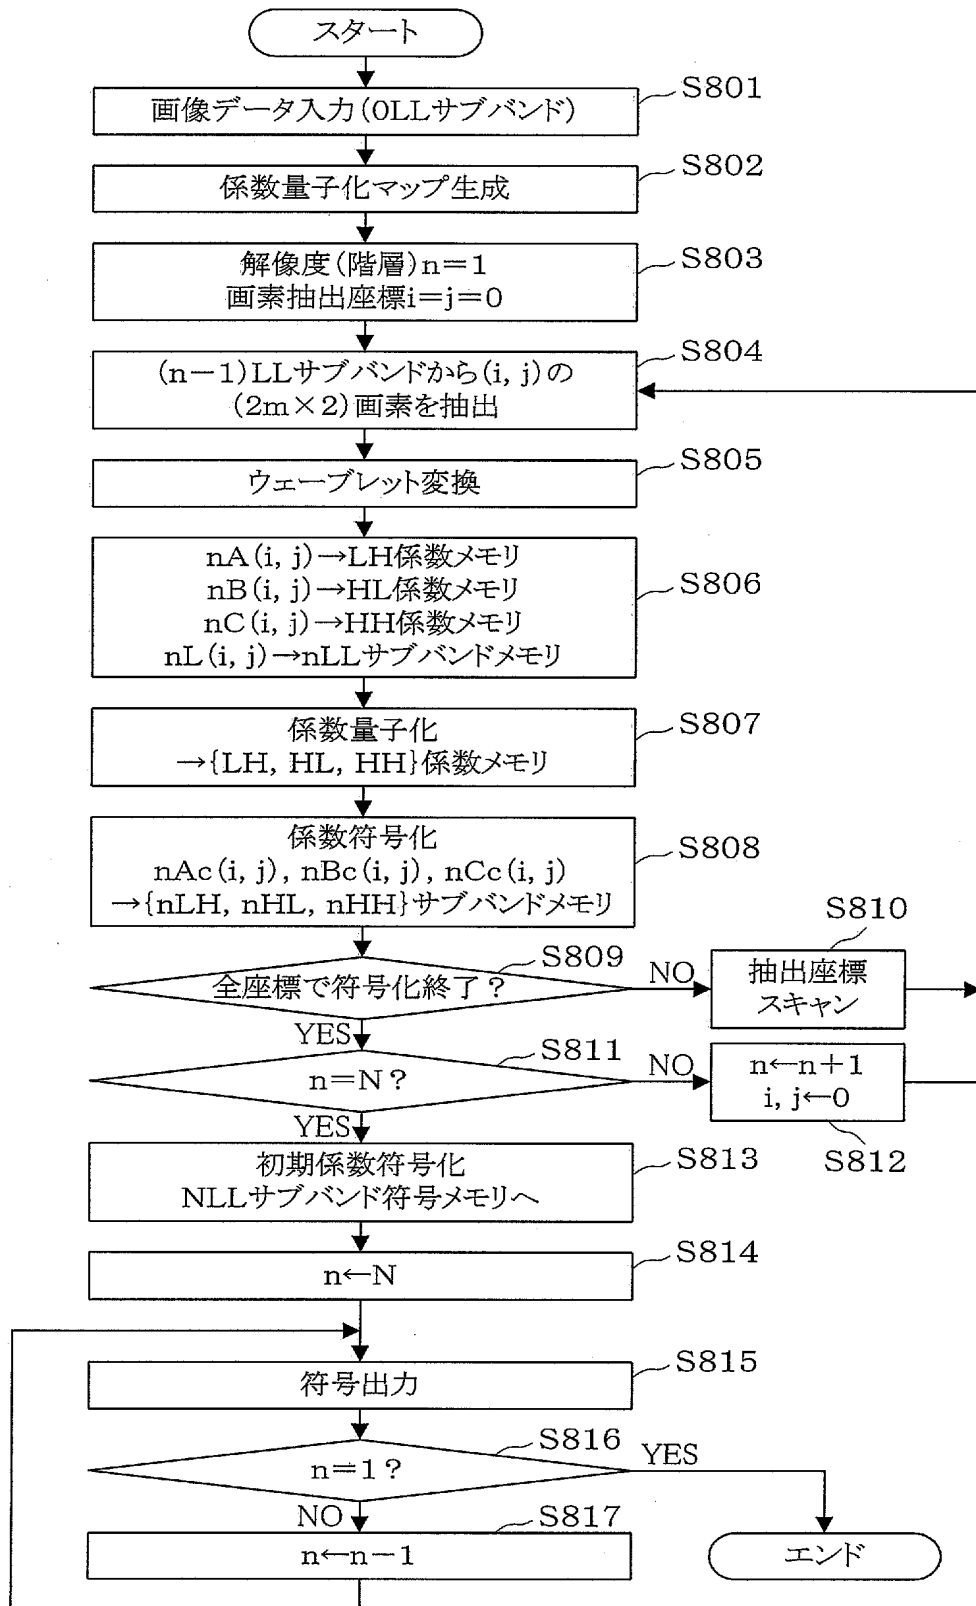 スタート
S801
画像データ入力(0LLサブバンド)
S802
係数量子化マップ生成
S803
解像度(階層)n=1
画素抽出座標i=j=0
S804
(n-1)LLサブバンドから(i, j)の
(2m×2)画素を抽出
S805
ウェーブレット変換
nA(i, j)→LH係数メモリ
nB(i, j)→HL係数メモリ
S806
nC(i, j)→HH係数メモリ
nL(i, j)→nLLサブバンドメモリ
S807
係数量子化
→{LH, HL, HH}係数メモリ
係数符号化
S808
nAc(i, j), nBc(i, j), nCc(i, j)
→{nLH, nHL, nHH}サブバンドメモリ
S810
S809
NO
抽出座標
スキャン
全座標で符号化終了?
YES
S811
NO
n←n+1
i, j←0
n=N?
YES
S812
S813
初期係数符号化
NLLサブバンド符号メモリへ
S814
n←N
S815
符号出力
S816
YES
n=1?
NO
S817
n←n-1
エンド